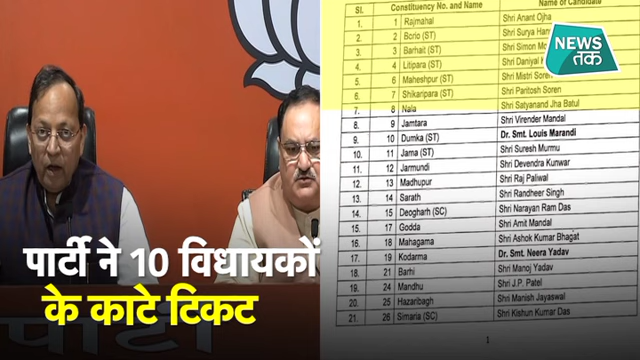 Sl. Constituency No. and Name Name of Candidate
1. 1 Rajmahal Shri Anant Ojha
2. 2 Borio (ST) Shri Surya
3. 3 Barhait (ST) Shri Simon
4. 4 Litipara (ST) Shri Daniyal
5. 6 Maheshpur (ST) Shri Mistri Soren
6. 7 Shikaripara (ST) Shri Paritosh Soren
7. 8 Nala Shri Satyanand Jha Batul
8. 9 Jamtara Shri Virender Mandal
9. 10 Dumka (ST) Dr. Smt. Louis Marandi
10. 11 Jama (ST) Shri Suresh Murmu
11. 12 Jarmundi Shri Devendra Kunwar
12. 13 Madhupur Shri Raj Paliwal
13. 14 Sarath Shri Randheer Singh
14. 15 Deogharh (SC) Shri Narayan Ram Das
15. 17 Godda Shri Amit Mandal
16. 18 Mahagama Shri Ashok Kumar Bhagat
17. 19 Kodarma Dr. Smt. Neera Yadav
18. 21 Barhi Shri Manoj Yadav
19. 24 Mandhu Shri J.P. Patel
20. 25 Hazaribagh Shri Manish Jayaswal
21. 26 Simaria (SC) Shri Kishun Kumar Das
1
NEWS
तक
पार्टी ने 10 विधायकों
के काटे टिकट